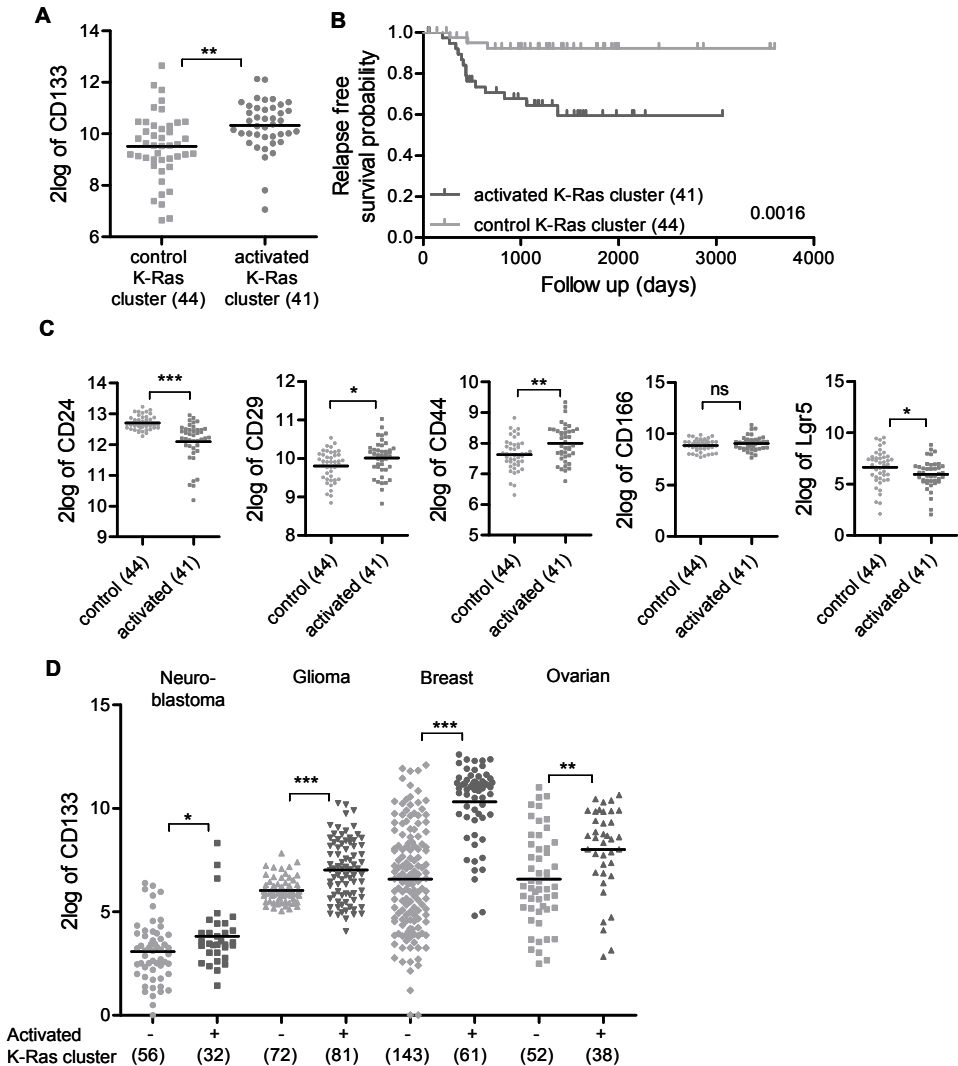 A
14
12
10
8
6
2log of CD133
**
control
K-Ras
cluster (44)
activated
K-Ras
cluster (41)
B
1.0
0.8
0.6
0.4
0.2
0.0
Relapse free
survival probability
activated K-Ras cluster (41)
control K-Ras cluster (44)
0.0016
0
1000
2000
3000
4000
Follow up (days)
C
14
13
12
11
10
9
2log of CD24
***
control (44)
activated (41)
12
11
10
9
8
2log of CD29
*
control (44)
activated (41)
10
9
8
7
6
5
2log of CD44
**
control (44)
activated (41)
15
10
5
0
2log of CD166
ns
control (44)
activated (41)
15
10
5
0
2log of Lgr5
*
control (44)
activated (41)
D
Neuro-
blastoma
Glioma
Breast
Ovarian
15
10
5
0
2log of CD133
*
***
***
**
Activated - + - + - + - +
K-Ras cluster (56) (32) (72) (81) (143) (61) (52) (38)